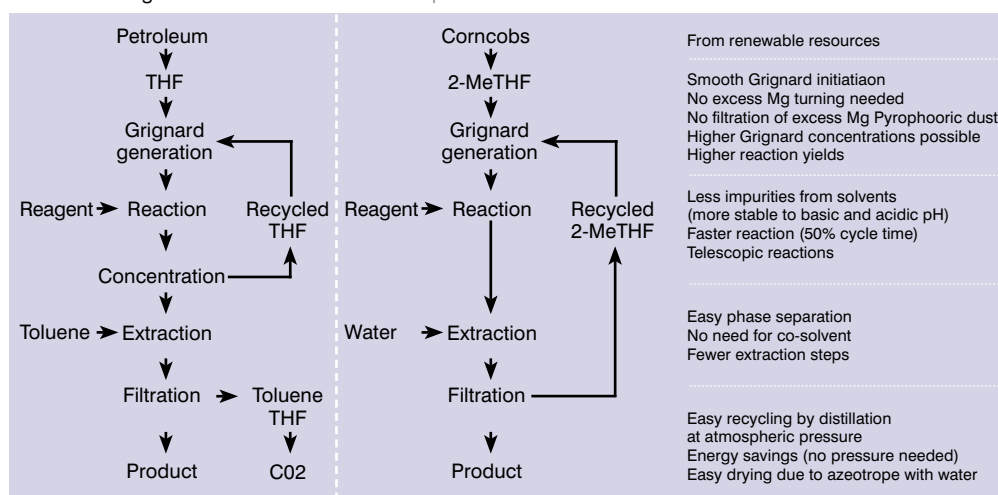 Petroleum
THF
Grignard
generation
Reagent
Reaction
Recycled
THF
Concentration
Toluene
Extraction
Filtration
Toluene
THF
Product
C02
Corncobs
2-MeTHF
Grignard
generation
Reagent
Reaction
Recycled
2-MeTHF
Water
Extraction
Filtration
Product
From renewable resources
Smooth Grignard initiatiaon
No excess Mg turning needed
No filtration of excess Mg Pyrophooric dust
Higher Grignard concentrations possible
Higher reaction yields
Less impurities from solvents
(more stable to basic and acidic pH)
Faster reaction (50% cycle time)
Telescopic reactions
Easy phase separation
No need for co-solvent
Fewer extraction steps
Easy recycling by distillation
at atmospheric pressure
Energy savings (no pressure needed)
Easy drying due to azeotrope with water